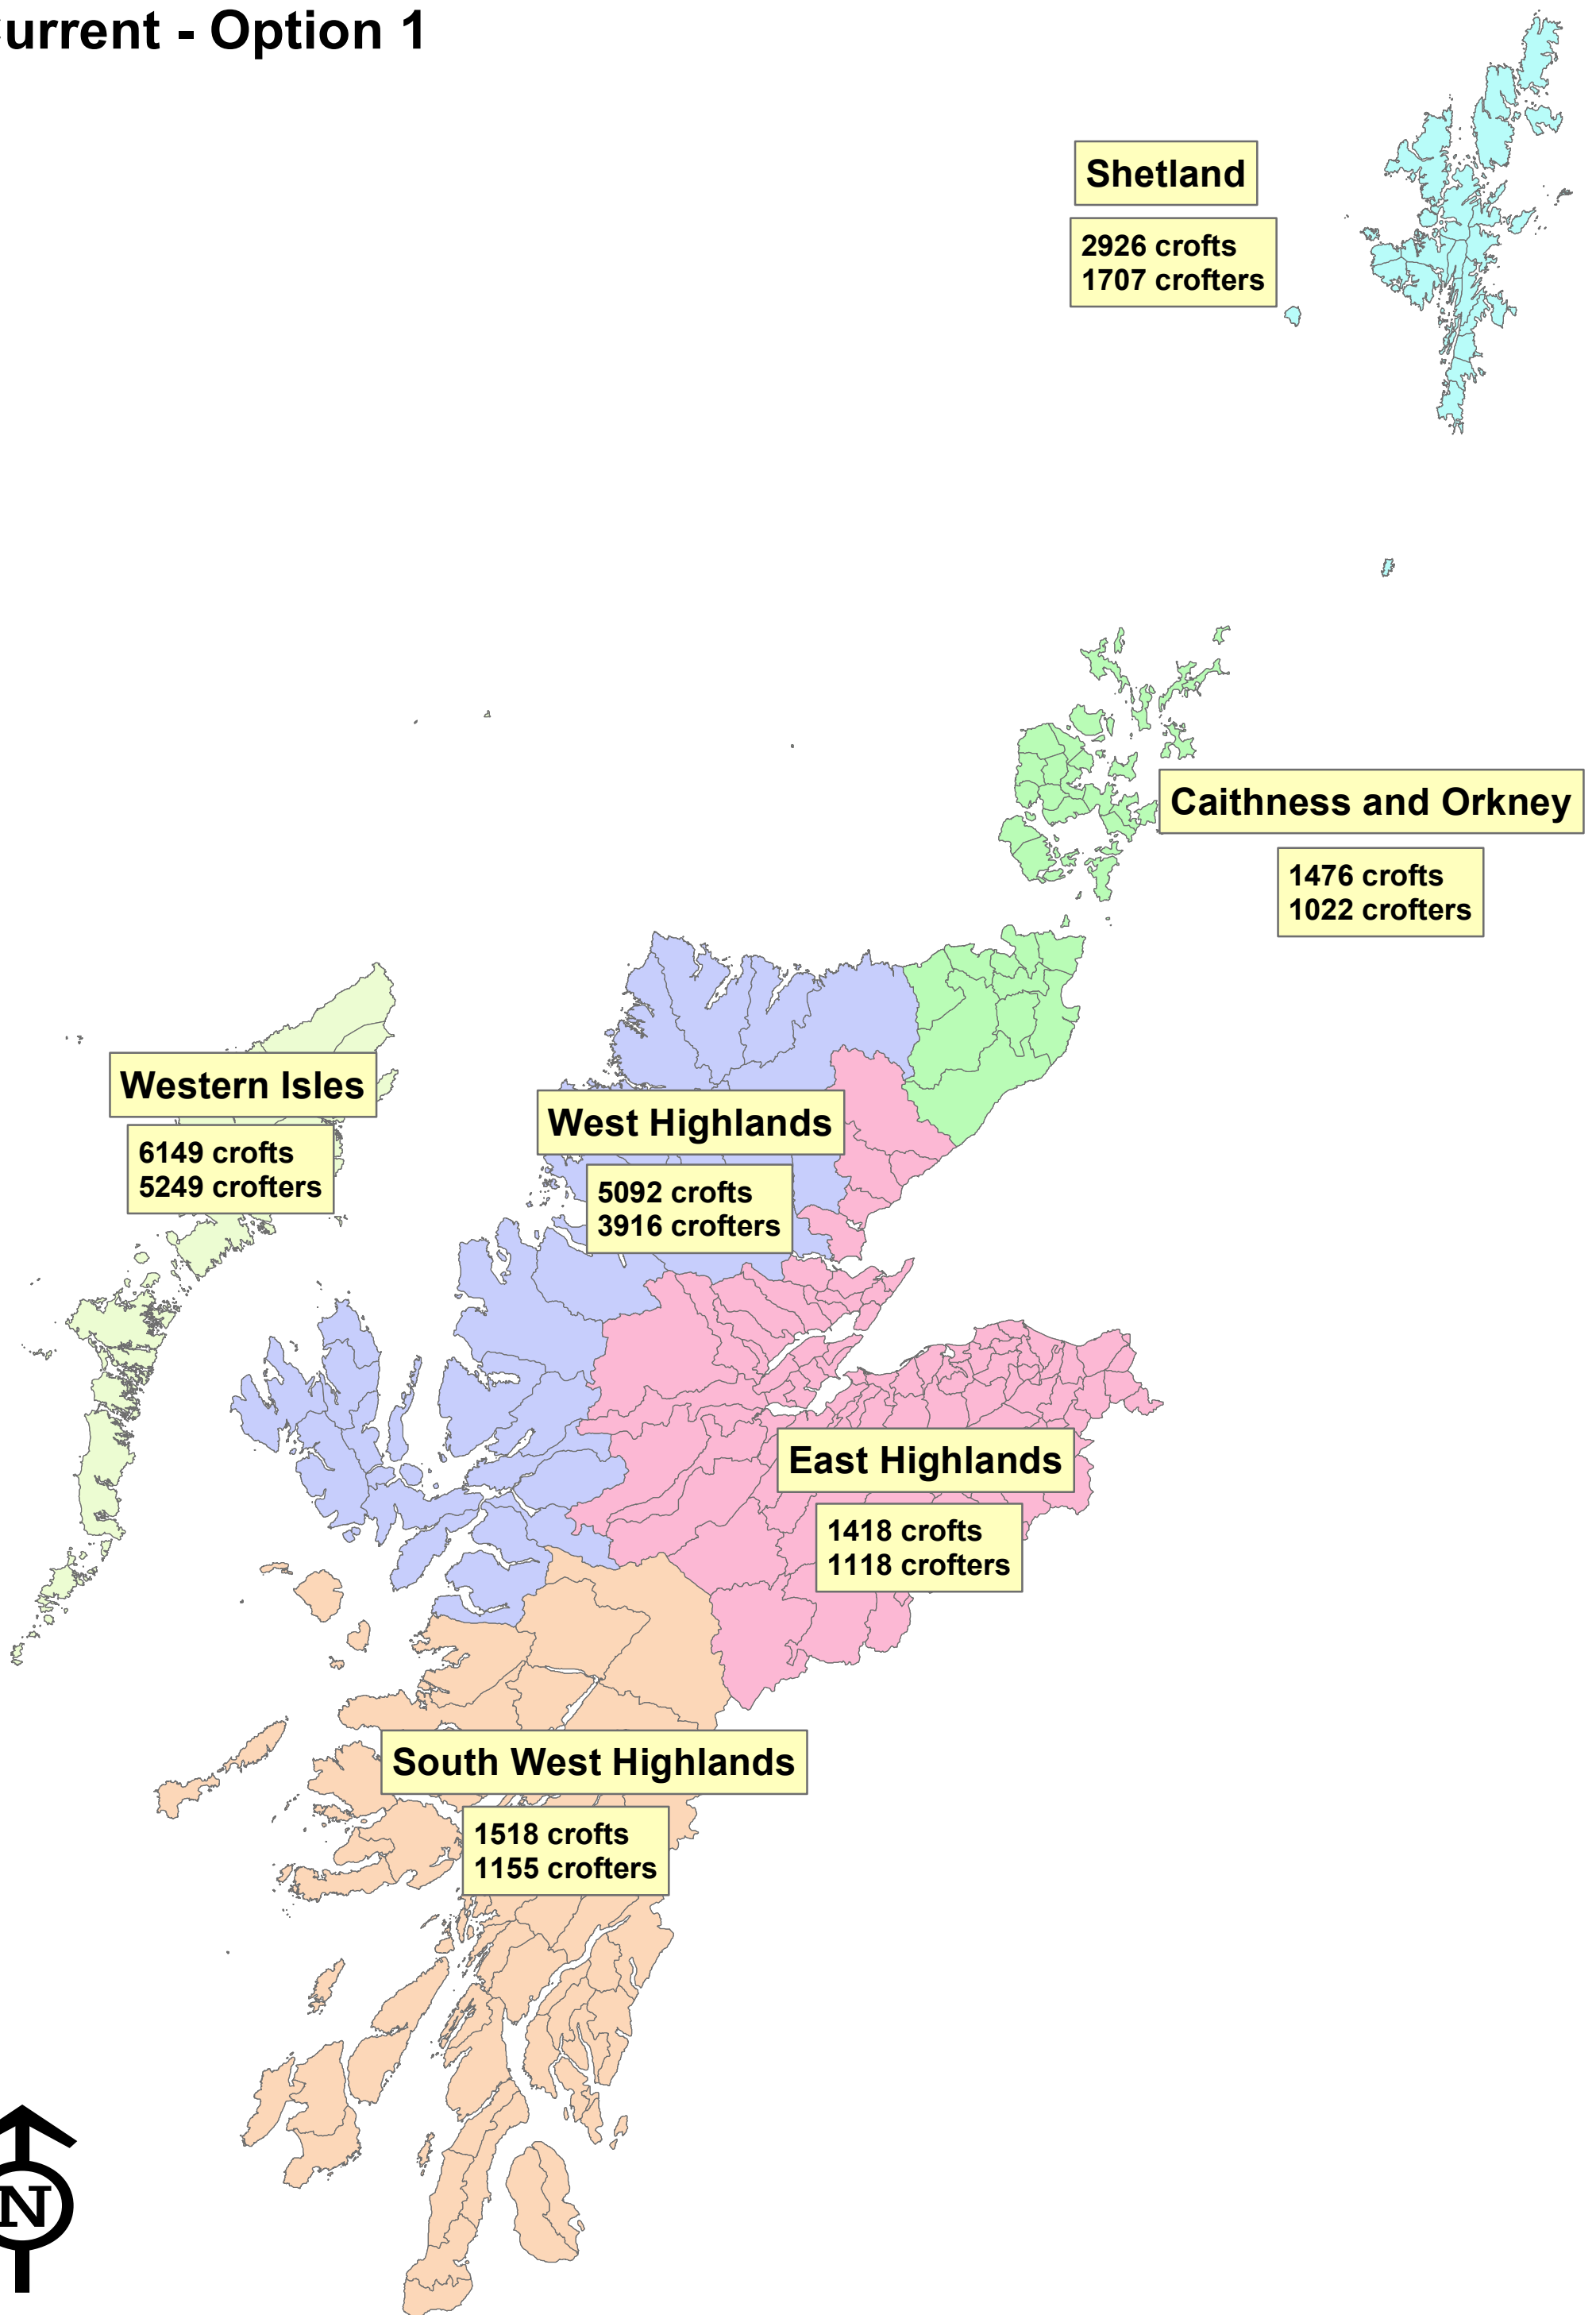 urrent - Option 1
Shetland
2926 crofts
1707 crofters
Caithness and Orkney
1476 crofts
1022 crofters
Western Isles
6149 crofts
5249 crofters
West Highlands
5092 crofts
3916 crofters
East Highlands
1418 crofts
1118 crofters
South West Highlands
1518 crofts
1155 crofters
N